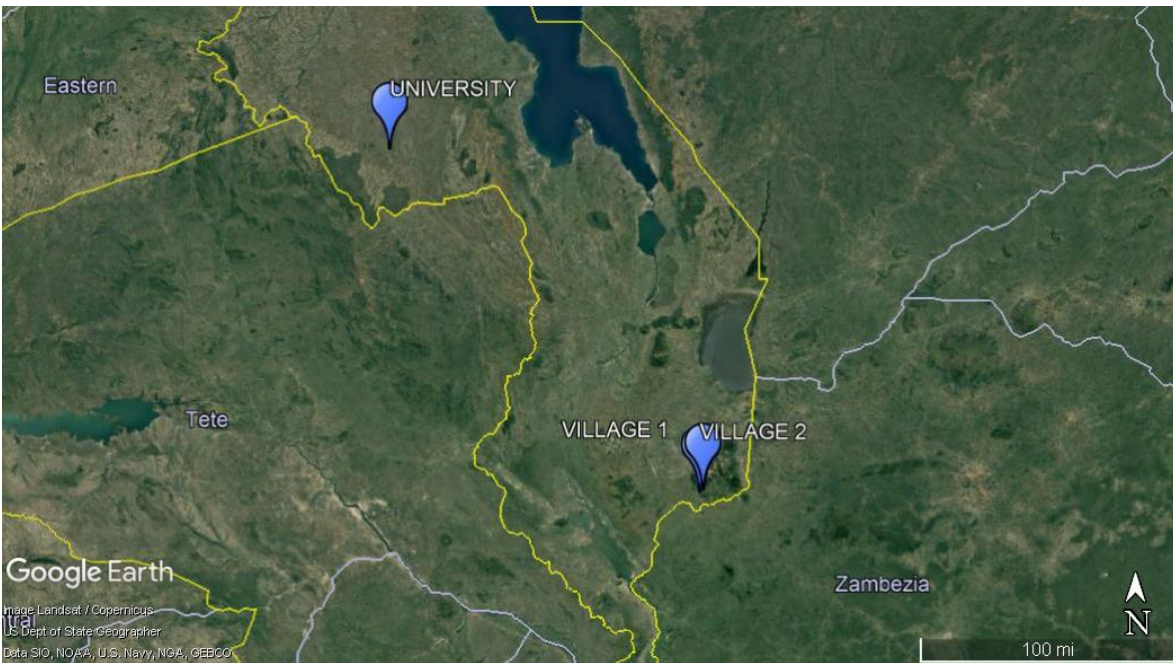 Eastern
UNIVERSITY
Tete
VILLAGE 1
VILLAGE 2
Zambezia
Google Earth
Image Landsat / Copernicus
US Dept of State Geographer
Data SIO, NOAA, U.S. Navy, NGA, GEBCO
ntral
N
100 mi